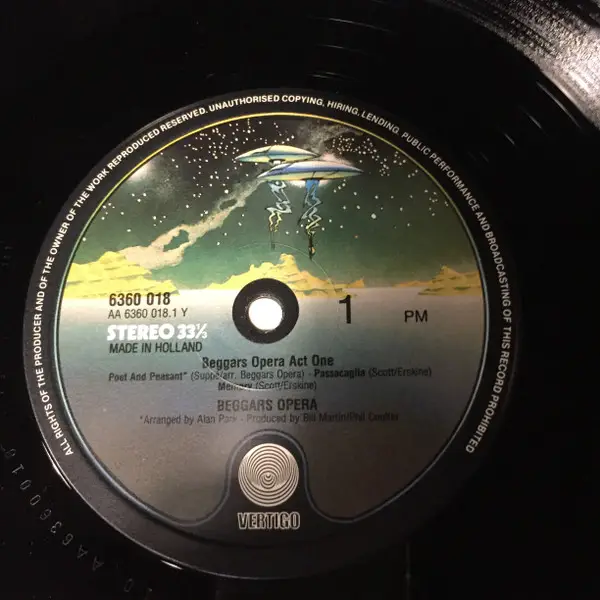 ALL RIGHTS OF THE PRODUCER AND OF THE OWNER OF THE WORK REPRODUCED RESERVED. UNAUTHORISED COPYING, HIRING, LENDING, PUBLIC PERFORMANCE AND BROADCASTING OF THIS RECORD PROHIBITED
6360 018
AA 6360 018.1 Y
STEREO 33⅓
MADE IN HOLLAND
1
PM
Beggars Opera Act One
Poet And Peasant* (Suppe/arr. Beggars Opera) - Passacaglia (Scott/Erskine)
Memory (Scott/Erskine)
BEGGARS OPERA
*Arranged by Alan Park - Produced by Bill Martin/Phil Coulter
VERTIGO